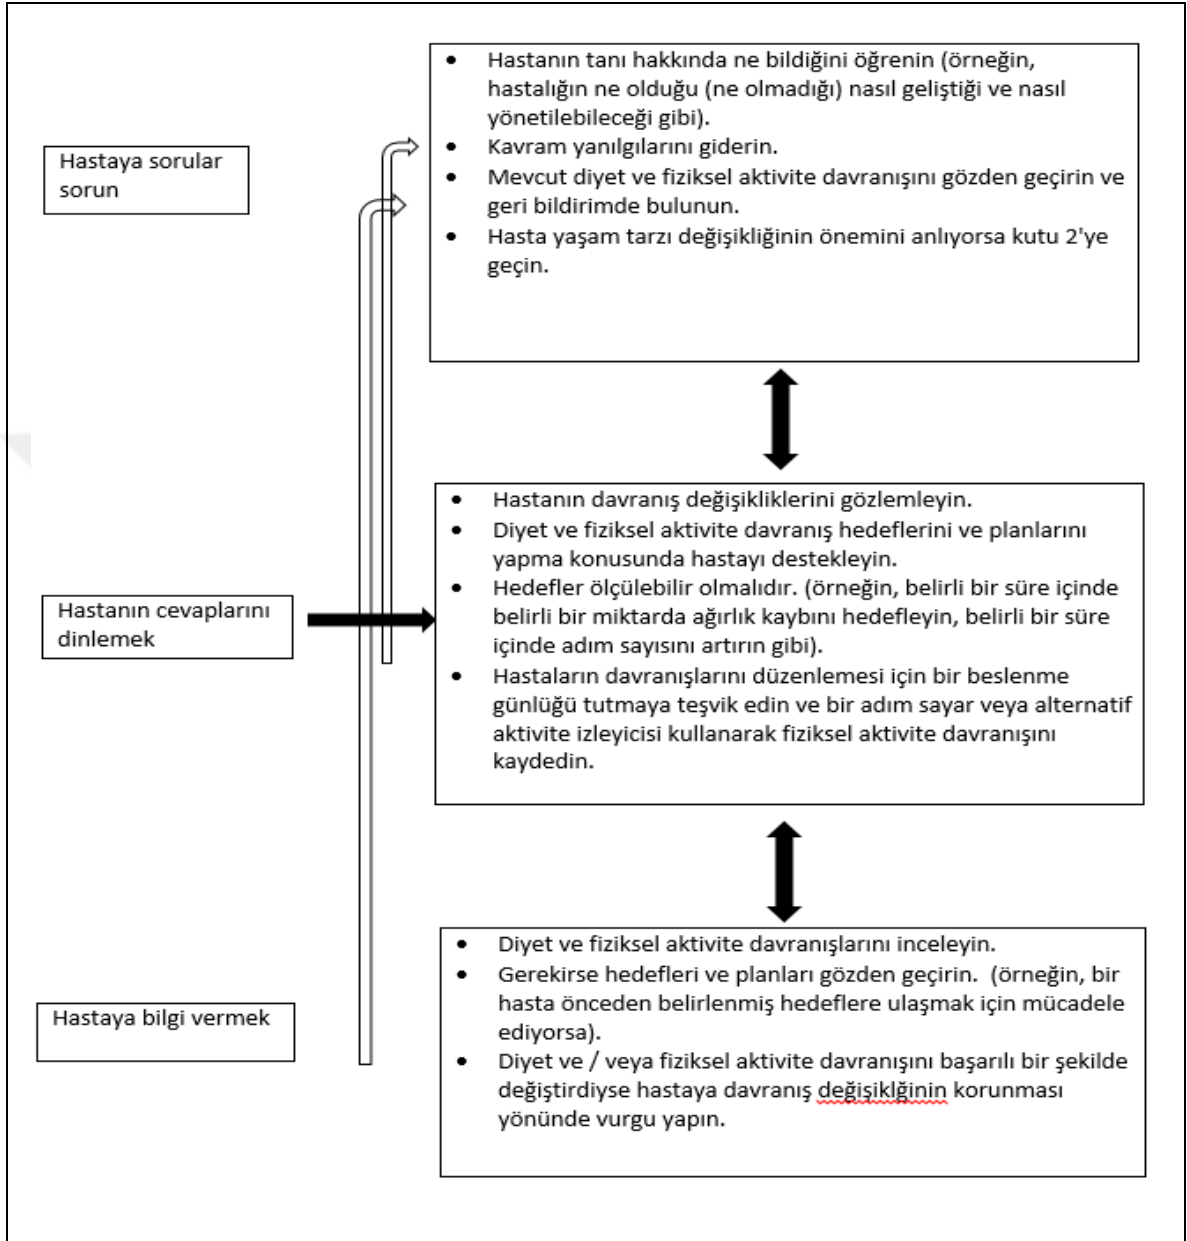 Hastaya sorular
sorun
• Hastanın tanı hakkında ne bildiğini öğrenin (örneğin,
hastalığın ne olduğu (ne olmadığı) nasıl geliştiği ve nasıl
yönetilebileceği gibi).
• Kavram yanılgılarını giderin.
• Mevcut diyet ve fiziksel aktivite davranışını gözden geçirin ve
geri bildirimde bulunun.
• Hasta yaşam tarzı değişikliğinin önemini anlıyorsa kutu 2'ye
geçin.
Hastanın cevaplarını
dinlemek
• Hastanın davranış değişikliklerini gözlemleyin.
• Diyet ve fiziksel aktivite davranış hedeflerini ve planlarını
yapma konusunda hastayı destekleyin.
• Hedefler ölçülebilir olmalıdır. (örneğin, belirli bir süre içinde
belirli bir miktarda ağırlık kaybını hedefleyin, belirli bir süre
içinde adım sayısını artırın gibi).
• Hastaların davranışlarını düzenlemesi için bir beslenme
günlüğü tutmaya teşvik edin ve bir adım sayar veya alternatif
aktivite izleyicisi kullanarak fiziksel aktivite davranışını
kaydedin.
Hastaya bilgi vermek
• Diyet ve fiziksel aktivite davranışlarını inceleyin.
• Gerekirse hedefleri ve planları gözden geçirin. (örneğin, bir
hasta önceden belirlenmiş hedeflere ulaşmak için mücadele
ediyorsa).
• Diyet ve / veya fiziksel aktivite davranışını başarılı bir şekilde
değiştirdiyse hastaya davranış değişiklğinin korunması
yönünde vurgu yapın.